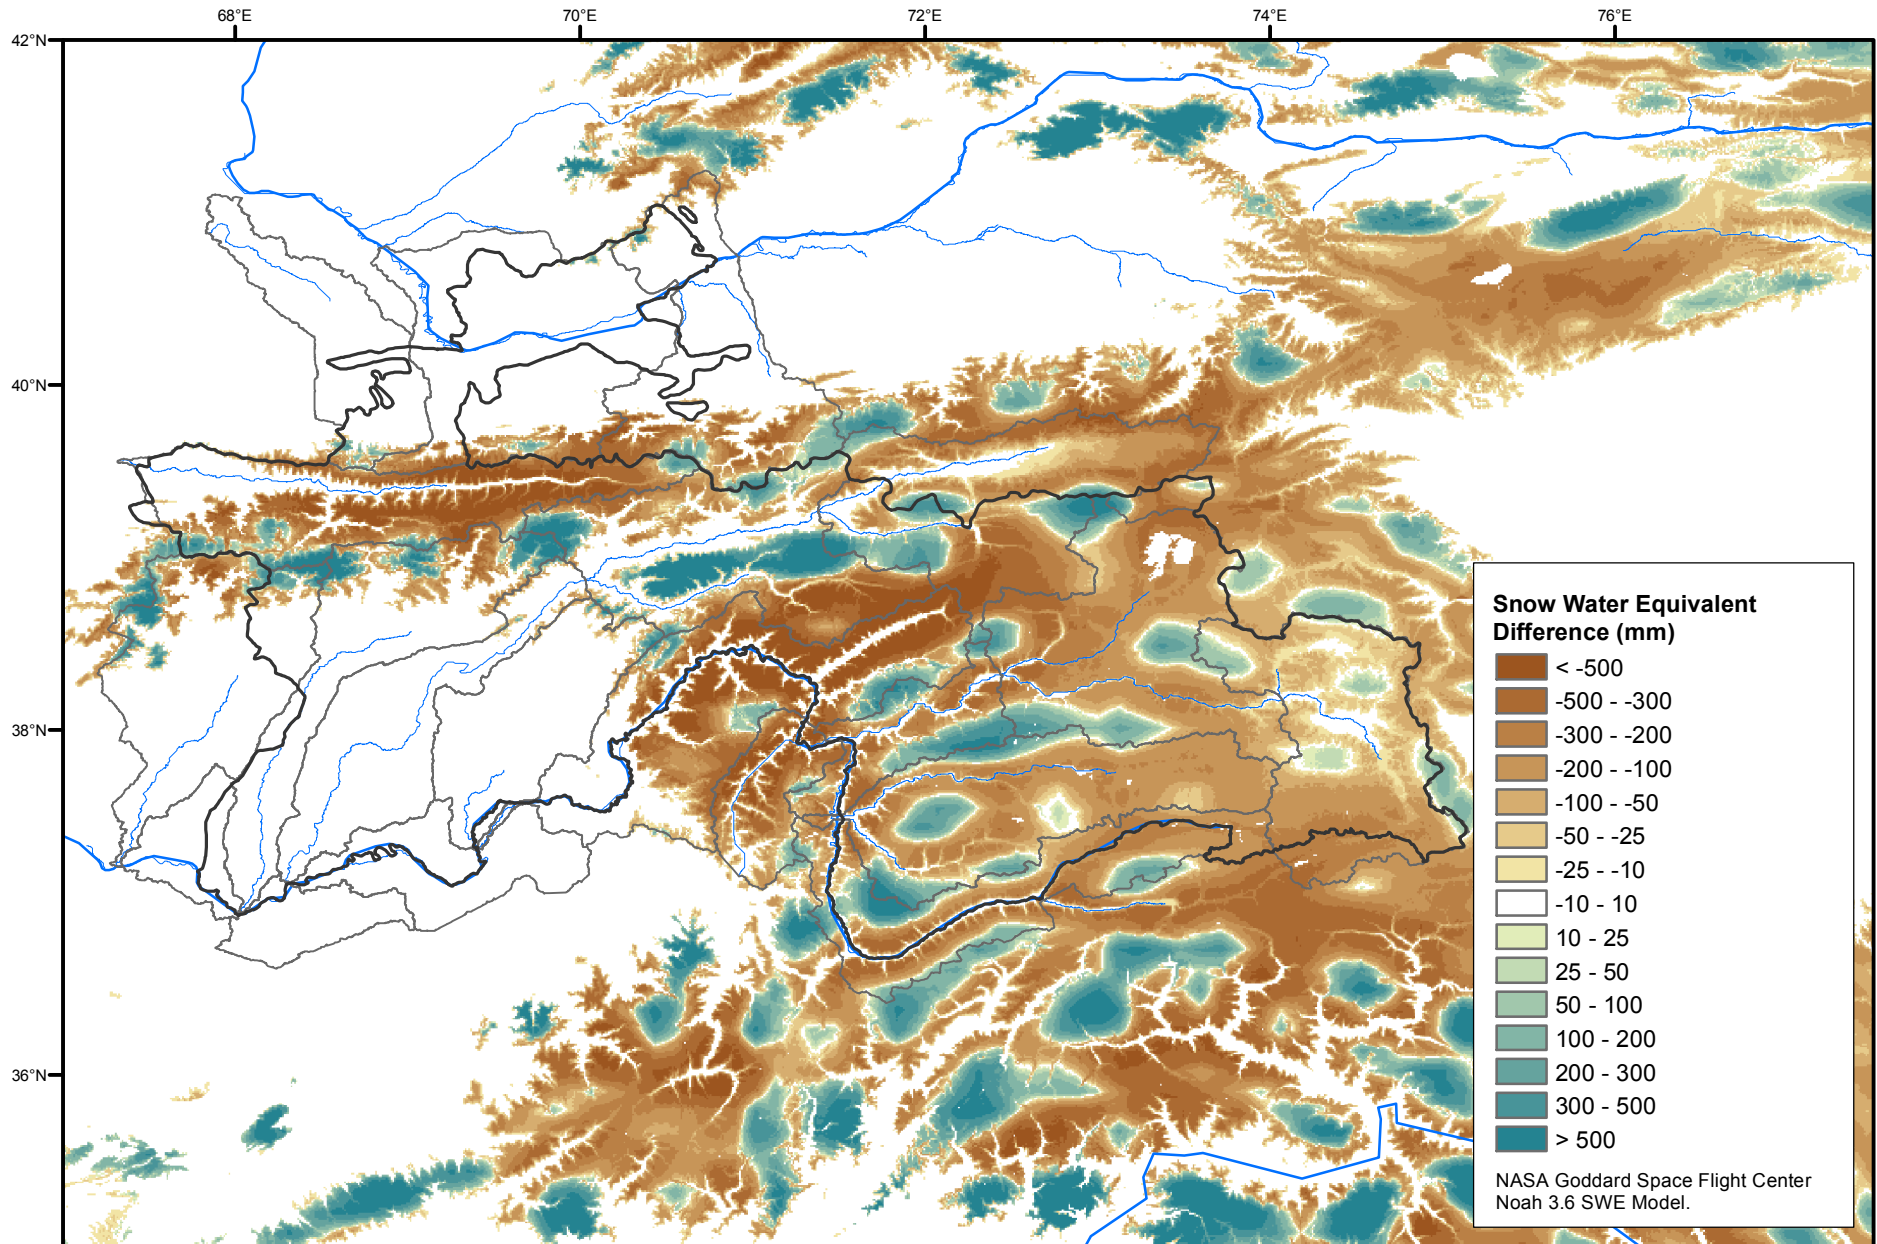 68°E
70°E
72°E
74°E
76°E
42°N
40°N
38°N
36°N
Snow Water Equivalent
Difference (mm)
< -500
-500 - -300
-300 - -200
-200 - -100
-100 - -50
-50 - -25
-25 - -10
-10 - 10
10 - 25
25 - 50
50 - 100
100 - 200
200 - 300
300 - 500
> 500
NASA Goddard Space Flight Center
Noah 3.6 SWE Model.